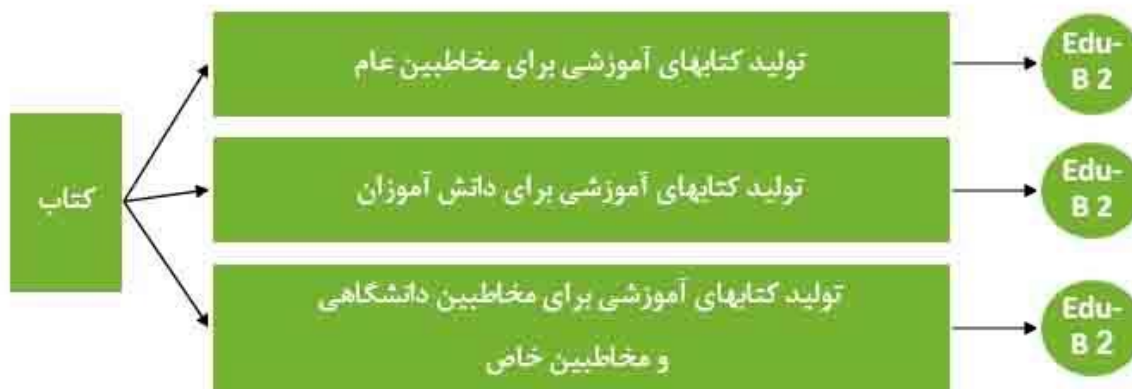 کتاب
تولید کتابهای آموزشی برای مخاطبین عام
Edu-
B 2
تولید کتابهای آموزشی برای دانش آموزان
Edu-
B 2
تولید کتابهای آموزشی برای مخاطبین دانشگاهی
و مخاطبین خاص
Edu-
B 2